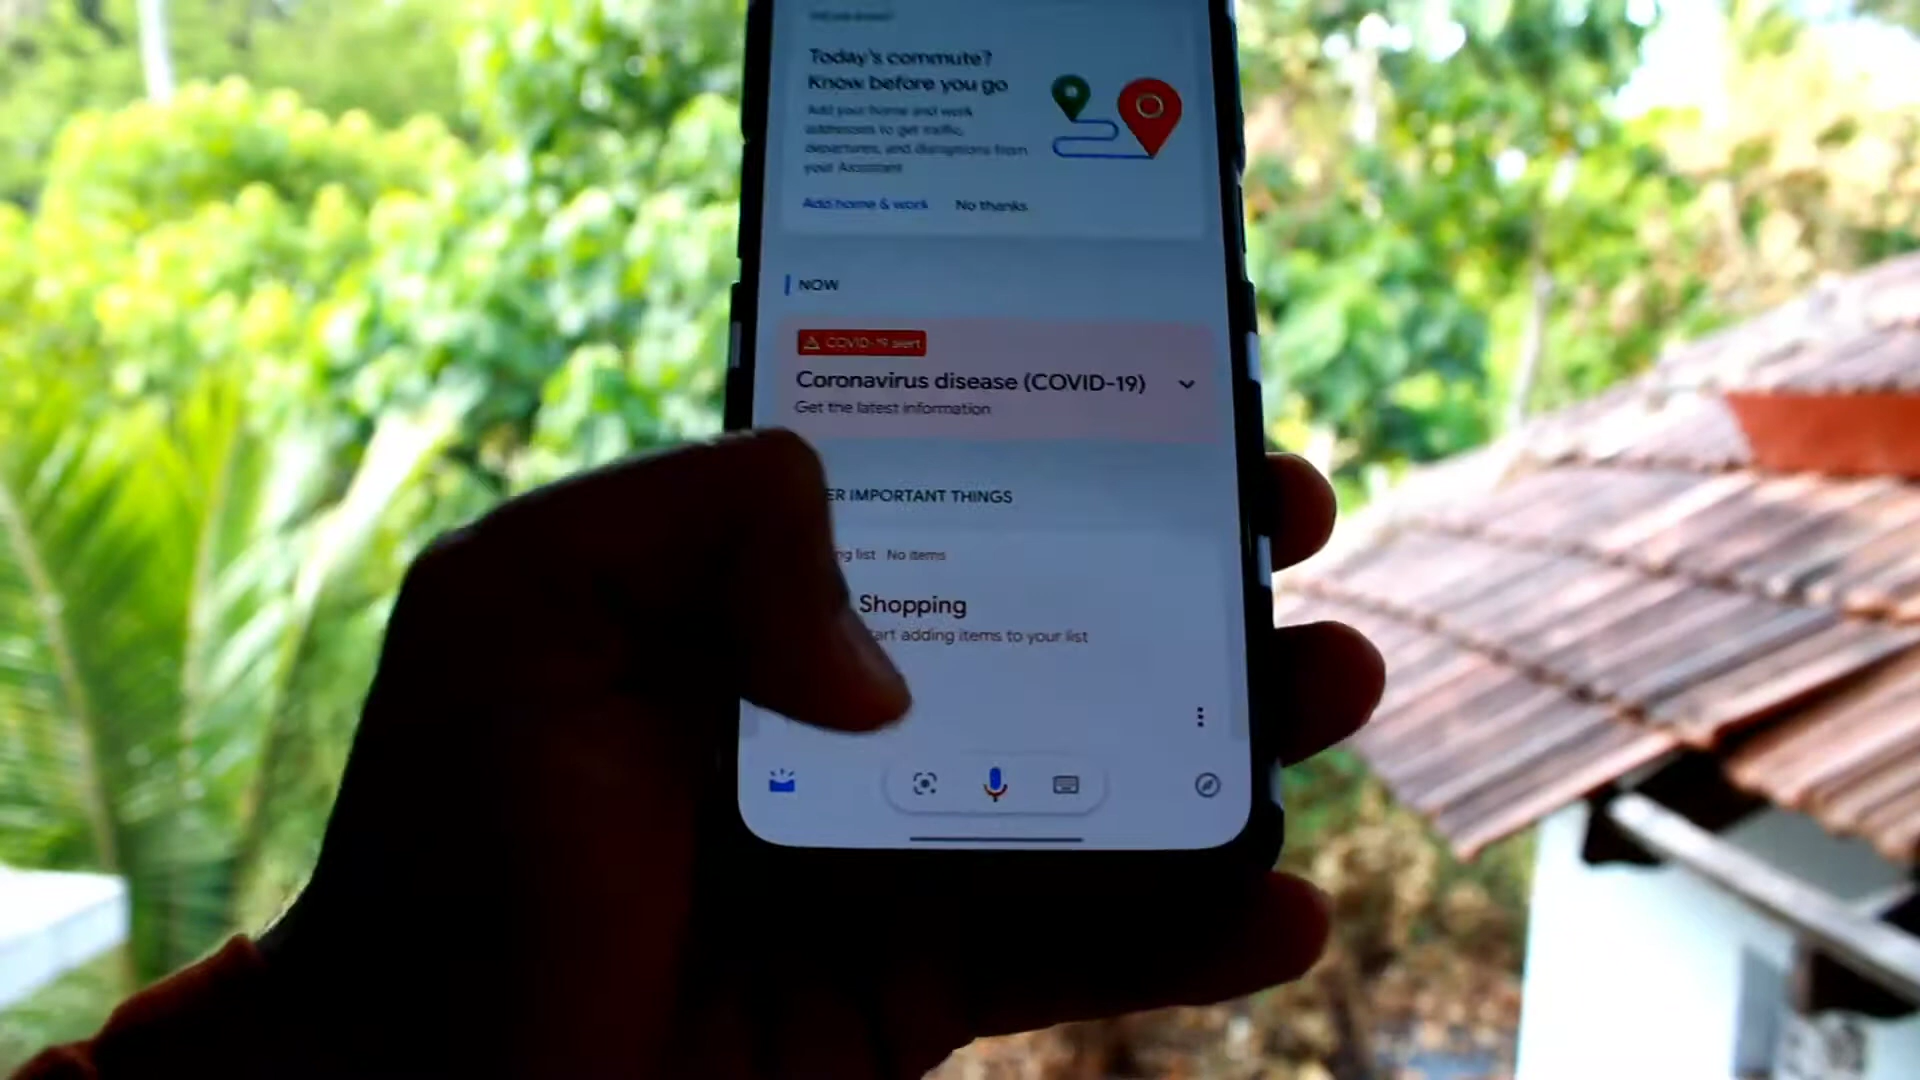 Today's commute?
Know before you go
Add your home and work
addresses to get traffic,
departures, and disruptions from
your Assistant
Add home & work No thanks
NOW
COVID-19 alert
Coronavirus disease (COVID-19)
Get the latest information
ER IMPORTANT THINGS
ng list No items
Shopping
art adding items to your list